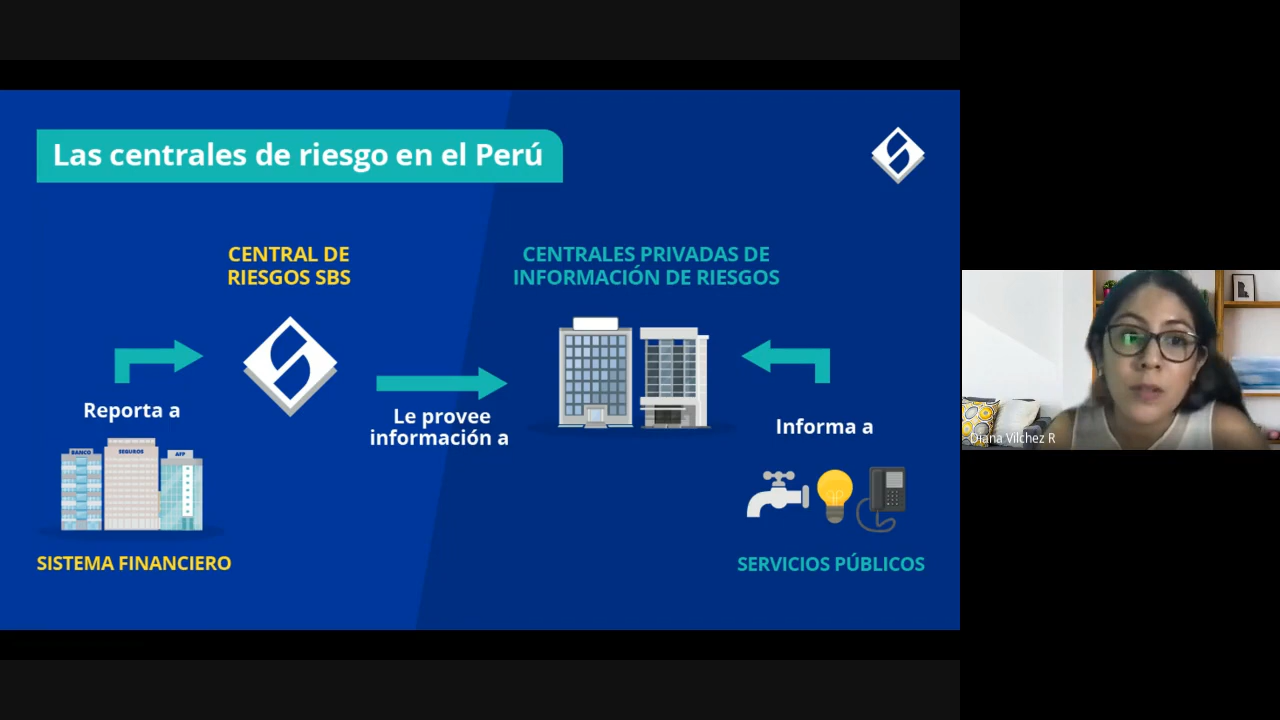 Las centrales de riesgo en el Perú
CENTRAL DE
RIESGOS SBS
CENTRALES PRIVADAS DE
INFORMACIÓN DE RIESGOS
Reporta a
Le provee
información a
Informa a
BANCO
SEGUROS
AFP
SISTEMA FINANCIERO
SERVICIOS PÚBLICOS
Diana Vilchez R